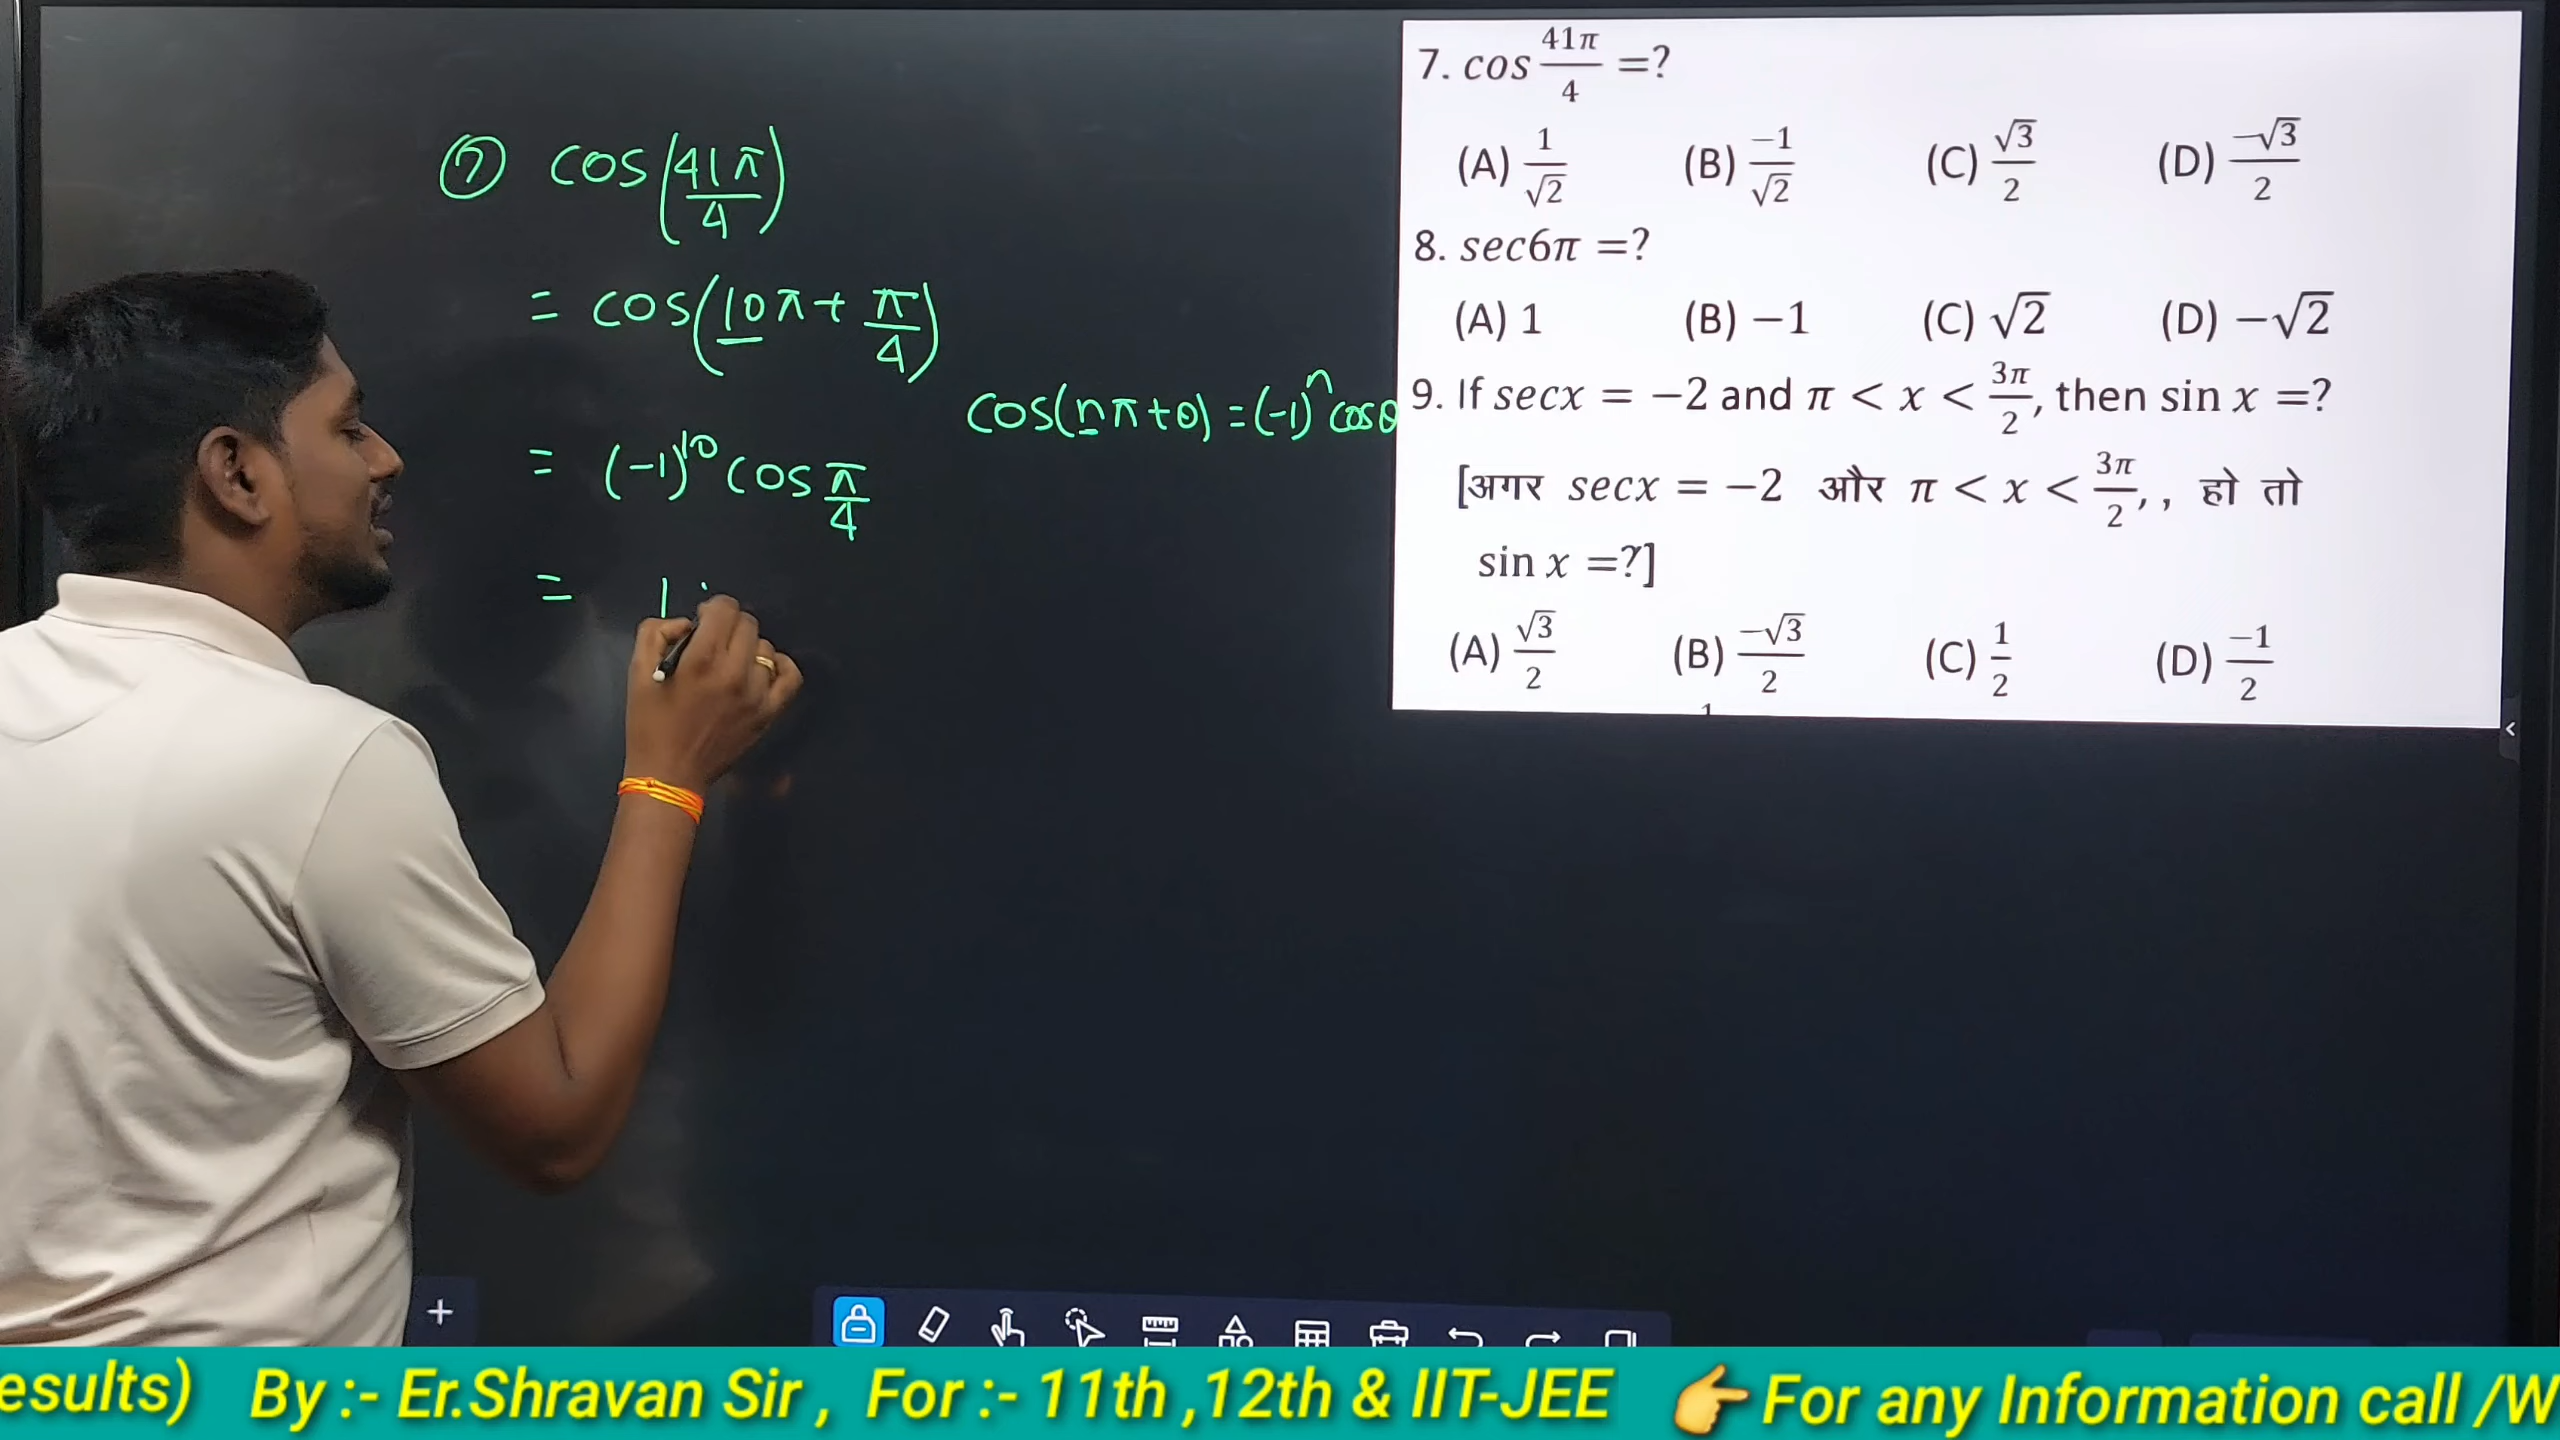 ⑦ cos(41π/4)
= cos(10π + π/4)
cos(nπ+θ) = (-1)^n cosθ
= (-1)^10 cos π/4
= 1
7. cos 41π/4 =?
(A) 1/√2 (B) −1/√2 (C) √3/2 (D) −√3/2
8. sec6π =?
(A) 1 (B) −1 (C) √2 (D) −√2
9. If secx = −2 and π < x < 3π/2, then sin x =?
[अगर secx = −2 और π < x < 3π/2, , हो तो
sin x =?]
(A) √3/2 (B) −√3/2 (C) 1/2 (D) −1/2
1
esults) By :- Er.Shravan Sir , For :- 11th ,12th & IIT-JEE 👉For any Information call /W